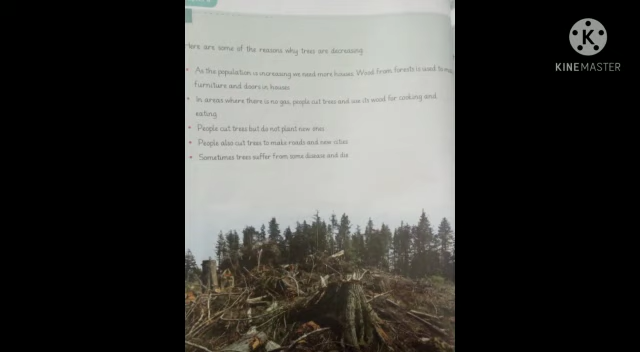 Here are some of the reasons why trees are decreasing.
KINEMASTER
• As the population is increasing we need more houses. Wood from forests is used to make
furniture and doors in houses
• In areas where there is no gas, people cut trees and use its wood for cooking and
eating
• People cut trees but do not plant new ones
• People also cut trees to make roads and new cities
• Sometimes trees suffer from some disease and die